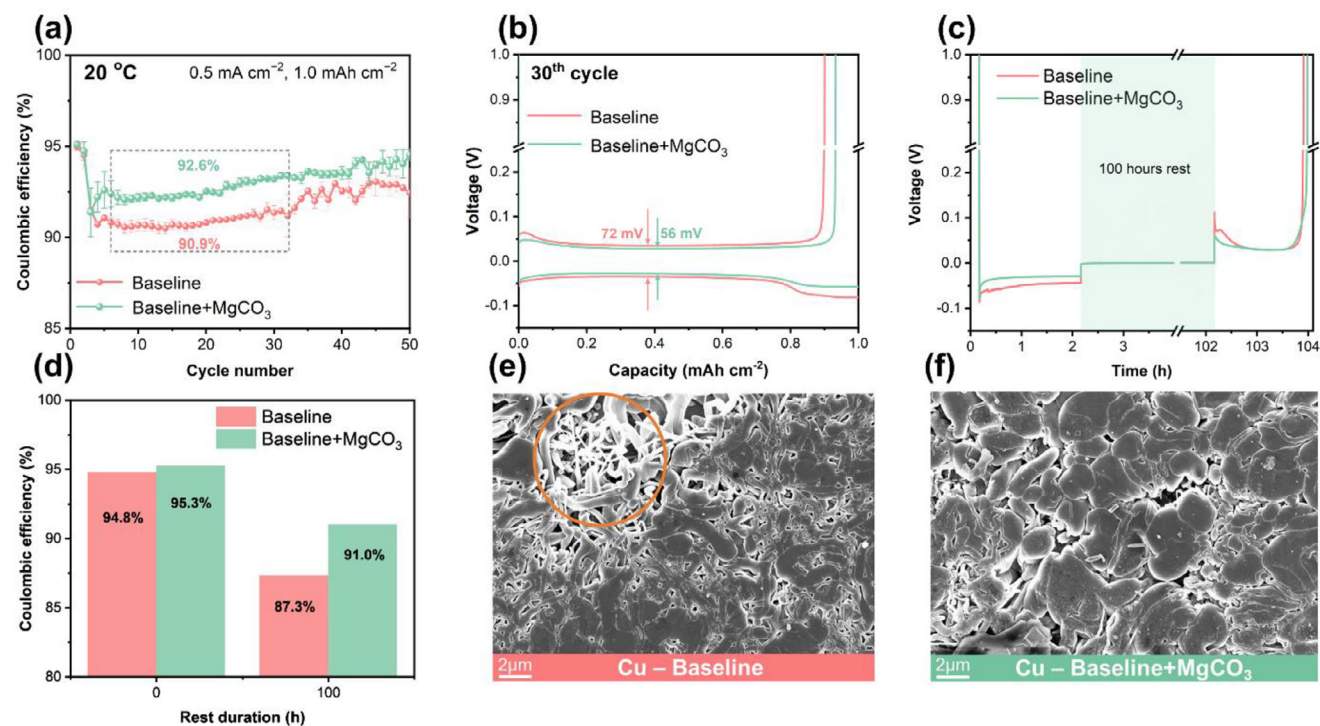 (a)
100
95
90
85
Coulombic efficiency (%)
20 °C
0.5 mA cm⁻², 1.0 mAh cm⁻²
92.6%
90.9%
Baseline
Baseline+MgCO₃
0 10 20 30 40 50
Cycle number
(b)
1.0
0.9
0.1
0.0
-0.1
Voltage (V)
30th cycle
Baseline
Baseline+MgCO₃
72 mV
56 mV
0.0 0.2 0.4 0.6 0.8 1.0
Capacity (mAh cm⁻²)
(c)
1.0
0.9
0.1
0.0
-0.1
Voltage (V)
Baseline
Baseline+MgCO₃
100 hours rest
0 1 2 3 102 104
Time (h)
(d)
100
95
90
85
80
Coulombic efficiency (%)
Baseline
Baseline+MgCO₃
94.8%
95.3%
87.3%
91.0%
0 100
Rest duration (h)
(e)
2μm
Cu – Baseline
(f)
2μm
Cu – Baseline+MgCO₃